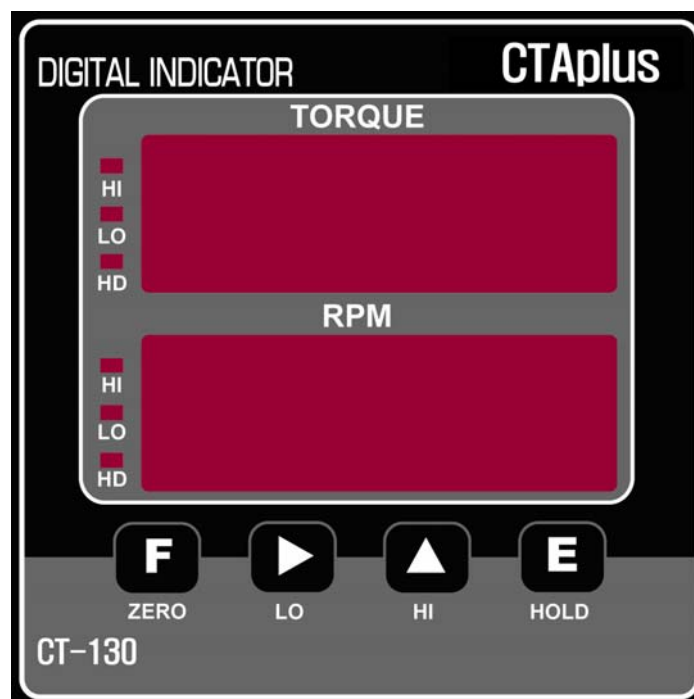 DIGITAL INDICATOR CTAplus
TORQUE
HI
LO
HD
RPM
HI
LO
HD
F E
ZERO LO HI HOLD
CT-130